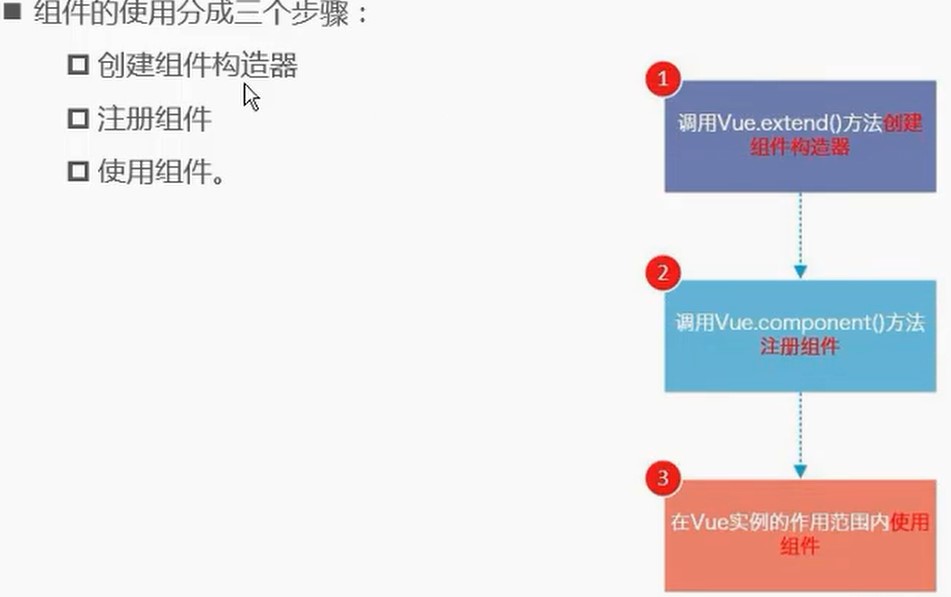 组件的使用分成三个步骤：
创建组件构造器
注册组件
使用组件。
1
调用Vue.extend()方法创建
组件构造器
2
调用Vue.component()方法
注册组件
3
在Vue实例的作用范围内使用
组件